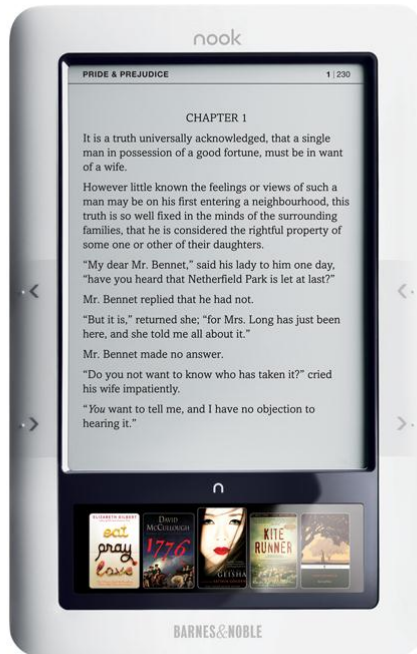 nook
PRIDE & PREJUDICE 1 | 230
CHAPTER 1
It is a truth universally acknowledged, that a single
man in possession of a good fortune, must be in want
of a wife.
However little known the feelings or views of such a
man may be on his first entering a neighbourhood, this
truth is so well fixed in the minds of the surrounding
families, that he is considered the rightful property of
some one or other of their daughters.
“My dear Mr. Bennet,” said his lady to him one day,
“have you heard that Netherfield Park is let at last?”
Mr. Bennet replied that he had not.
“But it is,” returned she; “for Mrs. Long has just been
here, and she told me all about it.”
Mr. Bennet made no answer.
“Do you not want to know who has taken it?” cried
his wife impatiently.
“You want to tell me, and I have no objection to
hearing it.”
n
ELIZABETH GILBERT
eat
pray
love
DAVID
McCULLOUGH
1776
GEISHA
KITE
RUNNER
BARNES&NOBLE